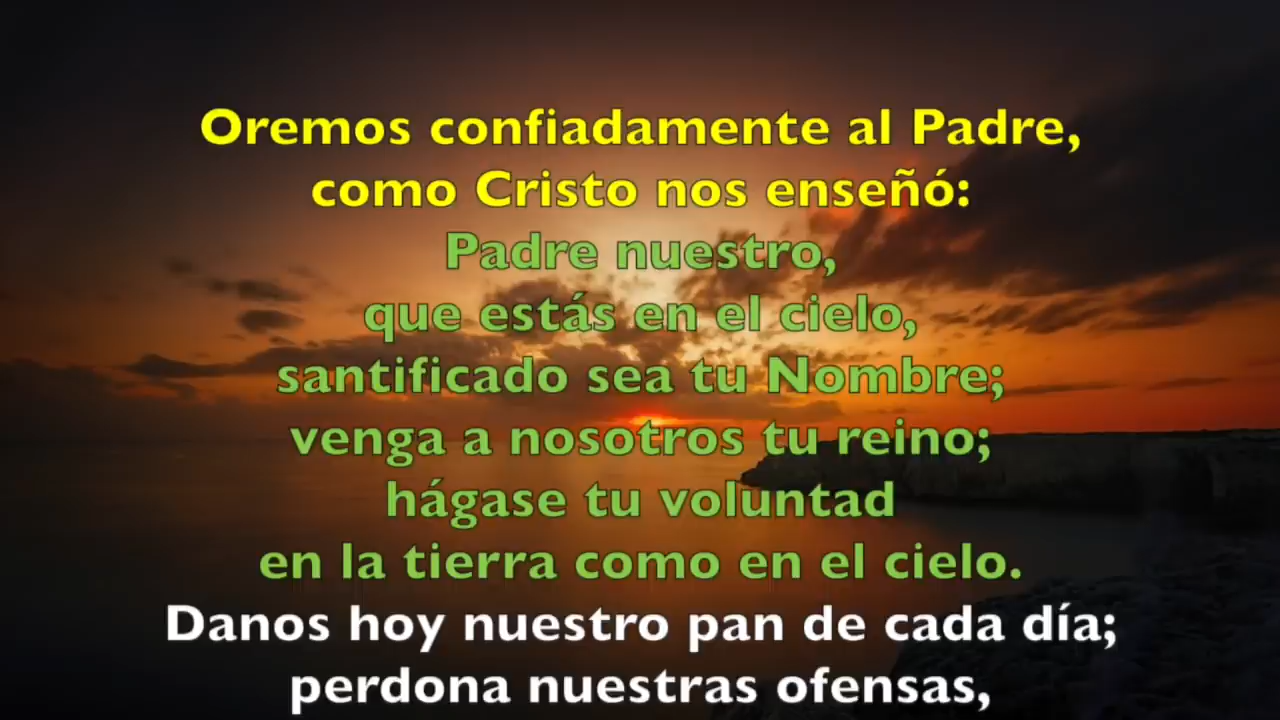 Oremos confiadamente al Padre,
como Cristo nos enseñó:
Padre nuestro,
que estás en el cielo,
santificado sea tu Nombre;
venga a nosotros tu reino;
hágase tu voluntad
en la tierra como en el cielo.
Danos hoy nuestro pan de cada día;
perdona nuestras ofensas,